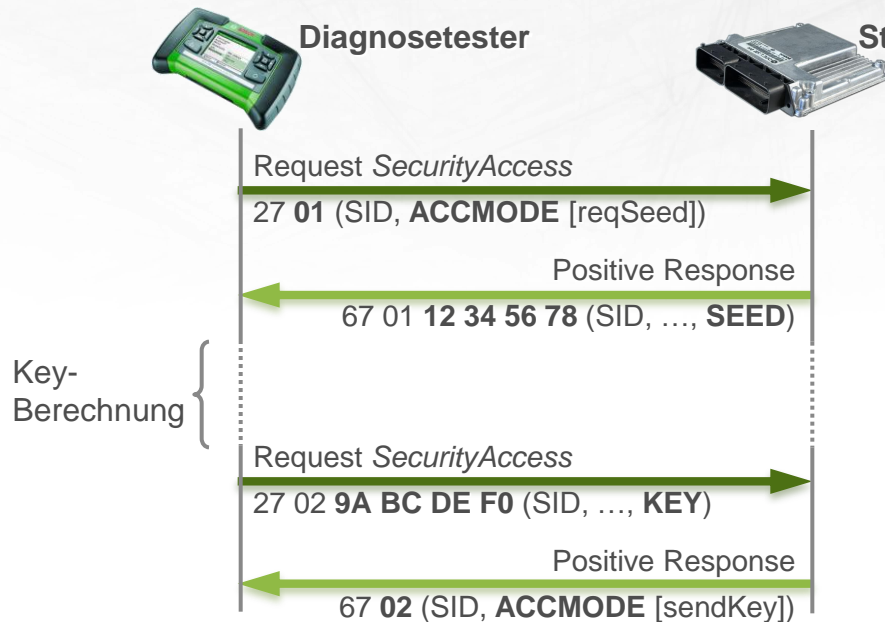 Diagnosetester
St
Request SecurityAccess
27 01 (SID, ACCMODE [reqSeed])
Positive Response
67 01 12 34 56 78 (SID, …, SEED)
Key-
Berechnung
Request SecurityAccess
27 02 9A BC DE F0 (SID, …, KEY)
Positive Response
67 02 (SID, ACCMODE [sendKey])